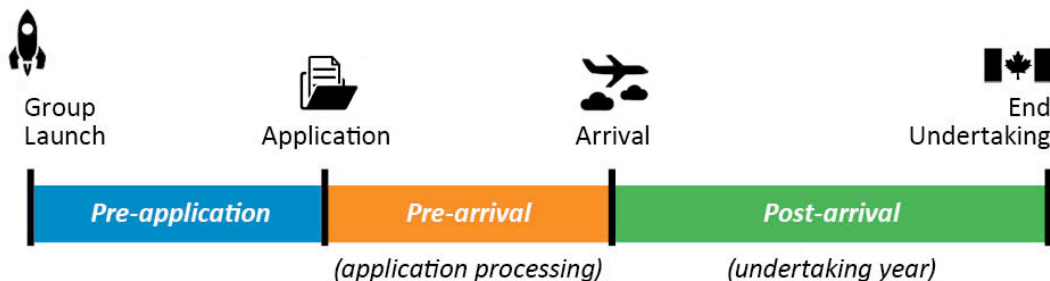 Group
Launch
Application
Arrival
End
Undertaking
Pre-application
Pre-arrival
Post-arrival
(application processing)
(undertaking year)